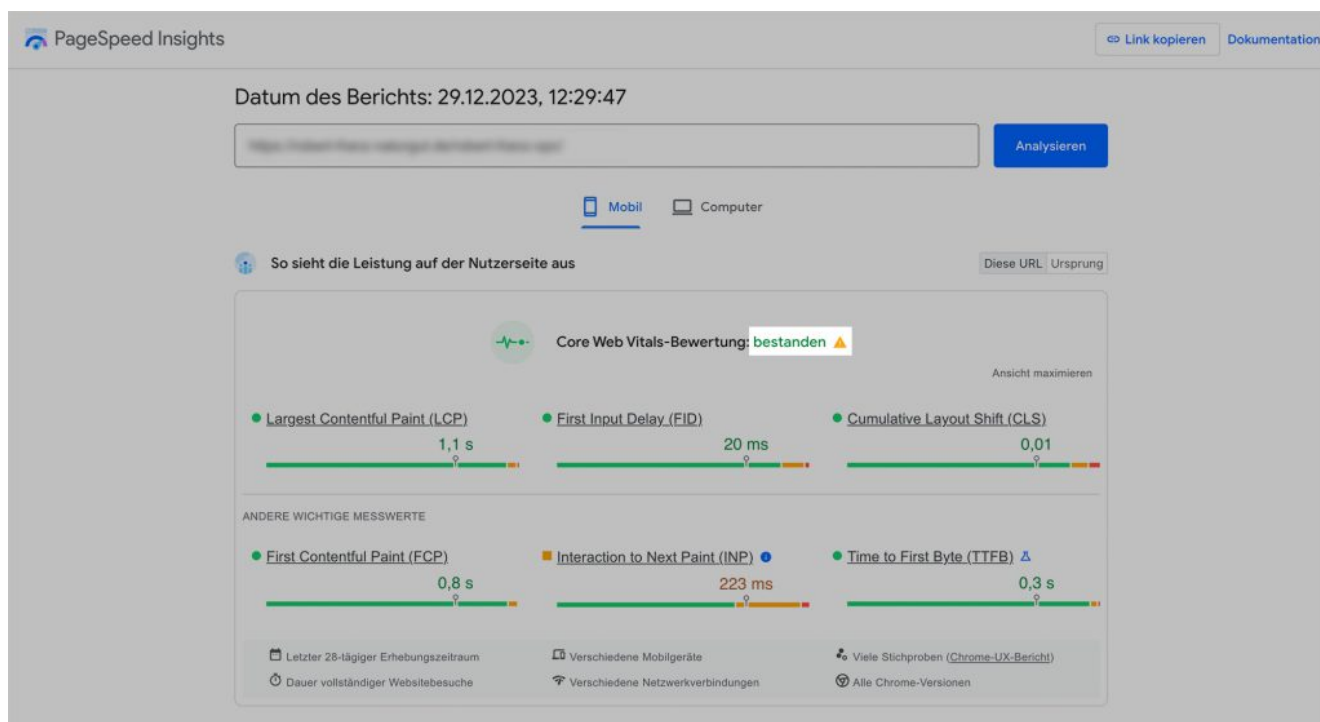 PageSpeed Insights
Link kopieren
Dokumentation
Datum des Berichts: 29.12.2023, 12:29:47
Analysieren
Mobil
Computer
So sieht die Leistung auf der Nutzerseite aus
Diese URL
Ursprung
Core Web Vitals-Bewertung: bestanden
Ansicht maximieren
Largest Contentful Paint (LCP)
1,1 s
First Input Delay (FID)
20 ms
Cumulative Layout Shift (CLS)
0,01
ANDERE WICHTIGE MESSWERTE
First Contentful Paint (FCP)
0,8 s
Interaction to Next Paint (INP)
223 ms
Time to First Byte (TTFB)
0,3 s
Letzter 28-tägiger Erhebungszeitraum
Verschiedene Mobilgeräte
Viele Stichproben (Chrome-UX-Bericht)
Dauer vollständiger Websitebesuche
Verschiedene Netzwerkverbindungen
Alle Chrome-Versionen